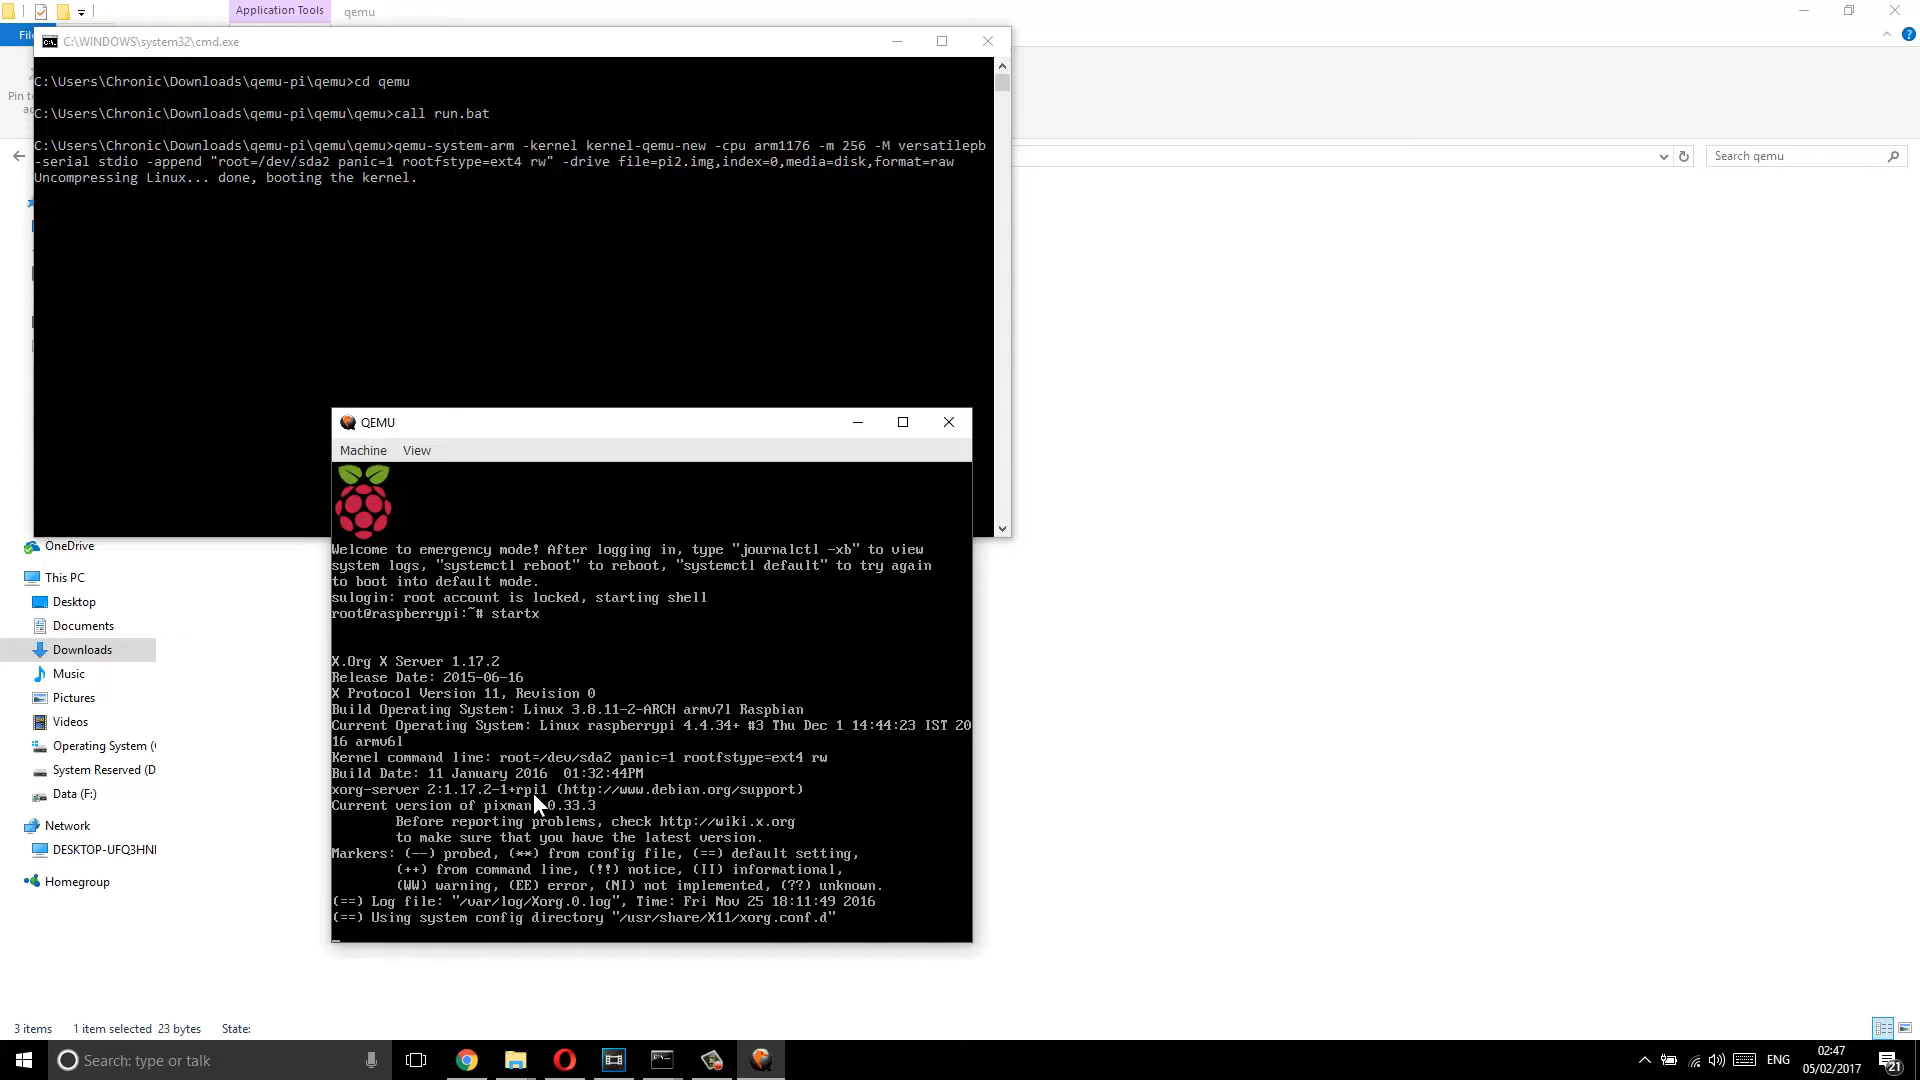 Application Tools
qemu
C:\WINDOWS\system32\cmd.exe
C:\Users\Chronic\Downloads\qemu-pi\qemu>cd qemu
C:\Users\Chronic\Downloads\qemu-pi\qemu\qemu>call run.bat
C:\Users\Chronic\Downloads\qemu-pi\qemu\qemu>qemu-system-arm -kernel kernel-qemu-new -cpu arm1176 -m 256 -M versatilepb
-serial stdio -append "root=/dev/sda2 panic=1 rootfstype=ext4 rw" -drive file=pi2.img,index=0,media=disk,format=raw
Uncompressing Linux... done, booting the kernel.
Search qemu
QEMU
Machine View
Welcome to emergency mode! After logging in, type "journalctl -xb" to view
system logs, "systemctl reboot" to reboot, "systemctl default" to try again
to boot into default mode.
sulogin: root account is locked, starting shell
root@raspberrypi:~# startx
X.Org X Server 1.17.2
Release Date: 2015-06-16
X Protocol Version 11, Revision 0
Build Operating System: Linux 3.8.11-2-ARCH armv7l Raspbian
Current Operating System: Linux raspberrypi 4.4.34+ #3 Thu Dec 1 14:44:23 IST 20
16 armv6l
Kernel command line: root=/dev/sda2 panic=1 rootfstype=ext4 rw
Build Date: 11 January 2016  01:32:44PM
xorg-server 2:1.17.2-1+rpi1 (http://www.debian.org/support)
Current version of pixman 0.33.3
Before reporting problems, check http://wiki.x.org
to make sure that you have the latest version.
Markers: (--) probed, (**) from config file, (==) default setting,
(++) from command line, (!!) notice, (II) informational,
(WW) warning, (EE) error, (NI) not implemented, (??) unknown.
(==) Log file: "/var/log/Xorg.0.log", Time: Fri Nov 25 18:11:49 2016
(==) Using system config directory "/usr/share/X11/xorg.conf.d"
OneDrive
This PC
Desktop
Documents
Downloads
Music
Pictures
Videos
Operating System (
System Reserved (D
Data (F:)
Network
DESKTOP-UFQ3HNI
Homegroup
3 items 1 item selected 23 bytes State:
Search: type or talk
ENG
02:47
05/02/2017
21